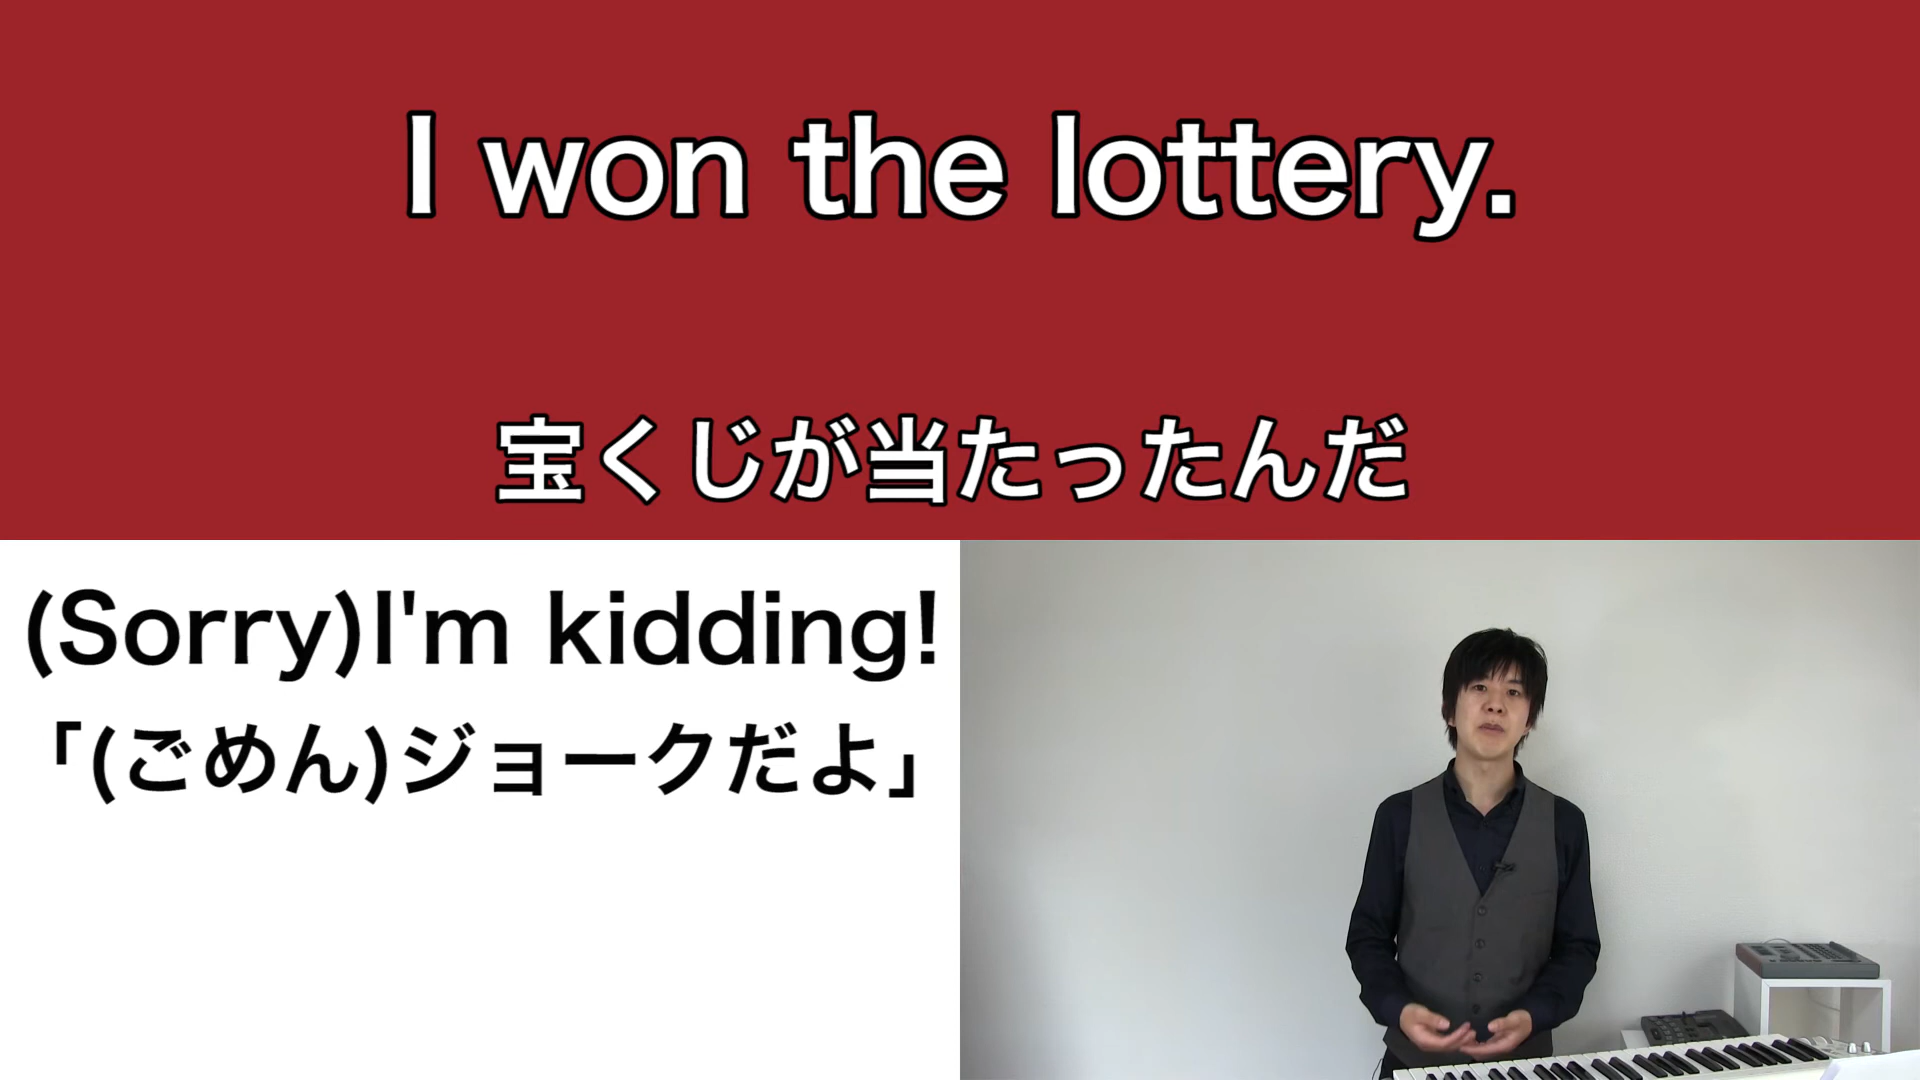 I won the lottery.
宝くじが当たったんだ
(Sorry)I'm kidding!
「(ごめん)ジョークだよ」